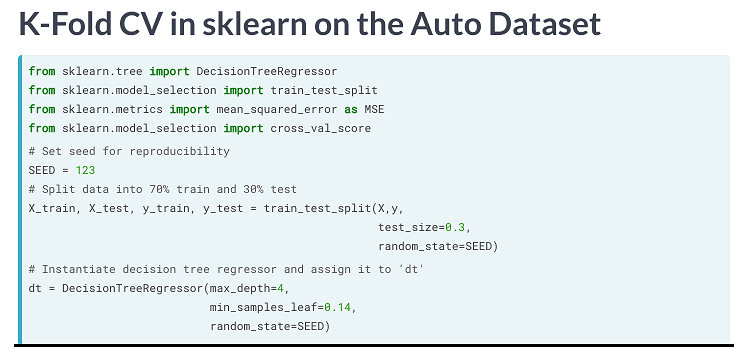 K-Fold CV in sklearn on the Auto Dataset
from sklearn.tree import DecisionTreeRegressor
from sklearn.model_selection import train_test_split
from sklearn.metrics import mean_squared_error as MSE
from sklearn.model_selection import cross_val_score
# Set seed for reproducibility
SEED = 123
# Split data into 70% train and 30% test
X_train, X_test, y_train, y_test = train_test_split(X,y,
test_size=0.3,
random_state=SEED)
# Instantiate decision tree regressor and assign it to 'dt'
dt = DecisionTreeRegressor(max_depth=4,
min_samples_leaf=0.14,
random_state=SEED)